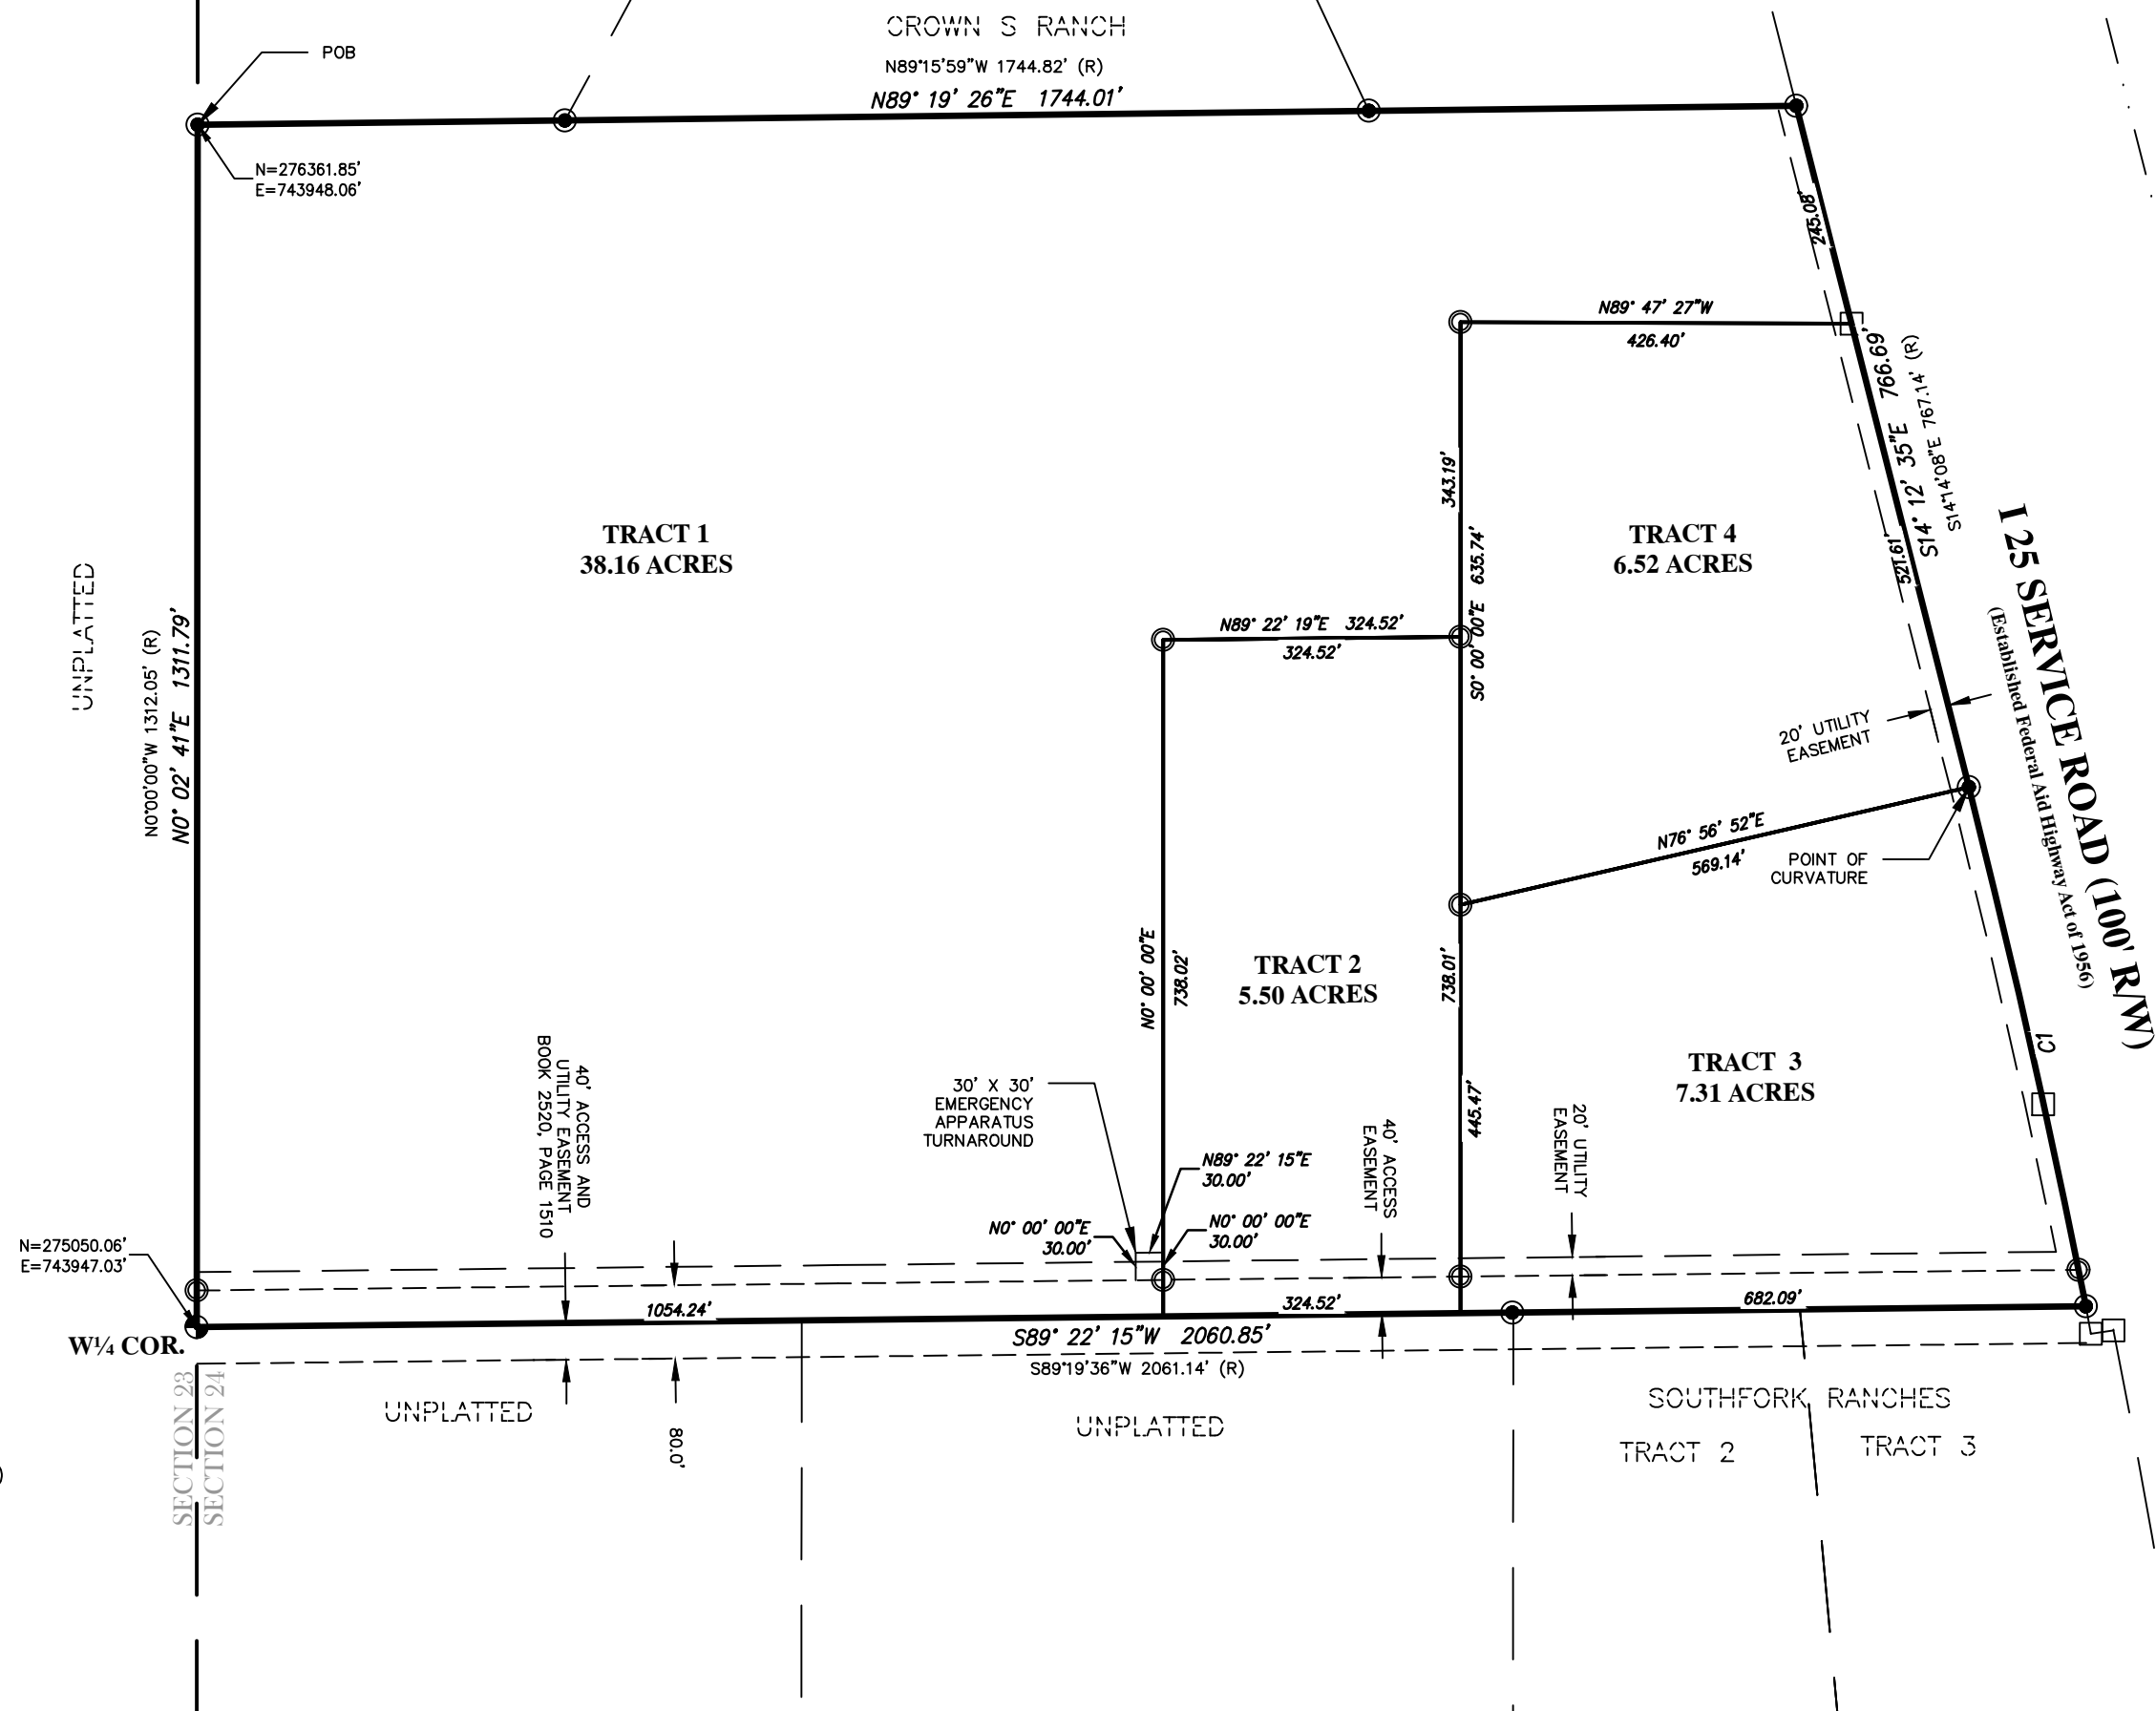 CROWN S RANCH
N89°15'59"W 1744.82' (R)
N89° 19' 26"E 1744.01'
POB
N=276361.85'
E=743948.06'
245.08'
N89° 47' 27"W
426.40'
S14° 12' 35"E 766.69'
S14°14'08"E 767.14' (R)
521.61'
343.19'
S0° 00' 00"E 635.74'
TRACT 1
38.16 ACRES
TRACT 4
6.52 ACRES
I 25 SERVICE ROAD (100' R/W)
(Established Federal Aid Highway Act of 1956)
UNPLATTED
N0°00'00"W 1312.05' (R)
N0° 02' 41"E 1311.79'
N89° 22' 19"E 324.52'
324.52'
20' UTILITY
EASEMENT
N76° 56' 52"E
569.14'
POINT OF
CURVATURE
N0° 00' 00"E
738.02'
TRACT 2
5.50 ACRES
738.01'
445.47'
TRACT 3
7.31 ACRES
C1
40' ACCESS AND
UTILITY EASEMENT
BOOK 2520, PAGE 1510
30' X 30'
EMERGENCY
APPARATUS
TURNAROUND
N89° 22' 15"E
30.00'
N0° 00' 00"E
30.00'
N0° 00' 00"E
30.00'
40' ACCESS
EASEMENT
20' UTILITY
EASEMENT
N=275050.06'
E=743947.03'
W¼ COR.
1054.24'
324.52'
682.09'
S89° 22' 15"W 2060.85'
S89°19'36"W 2061.14' (R)
SECTION 23
SECTION 24
UNPLATTED
80.0'
UNPLATTED
SOUTHFORK RANCHES
TRACT 2
TRACT 3